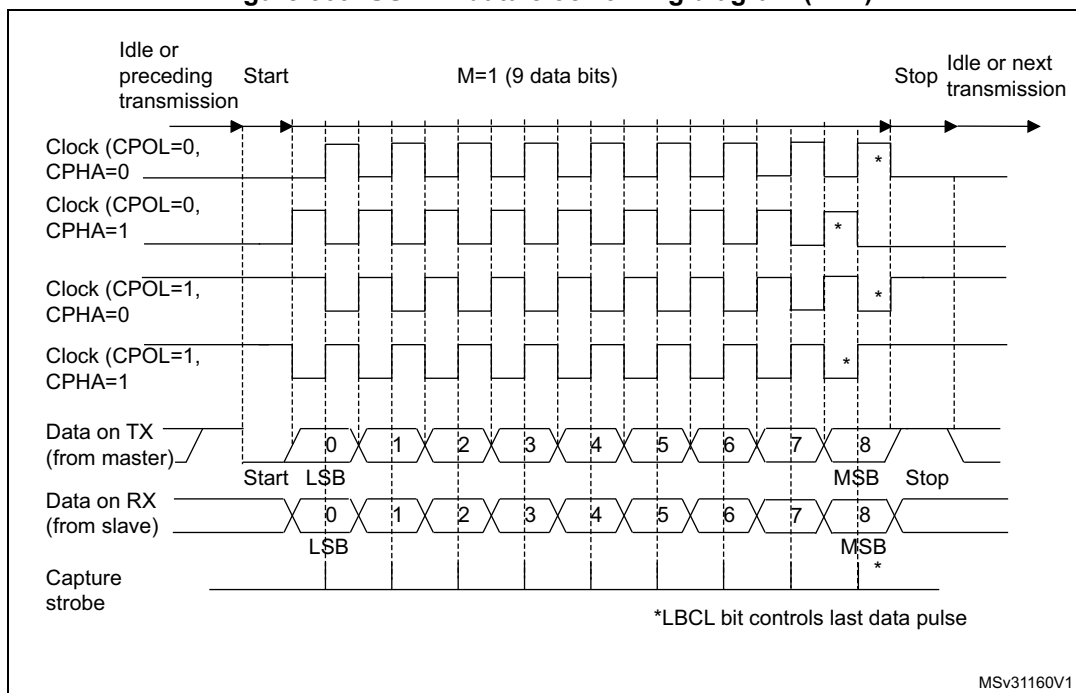 Idle or
preceding
transmission
Start
M=1 (9 data bits)
Stop
Idle or next
transmission
Clock (CPOL=0,
CPHA=0
*
Clock (CPOL=0,
CPHA=1
*
Clock (CPOL=1,
CPHA=0
*
Clock (CPOL=1,
CPHA=1
*
Data on TX
(from master)
0 1 2 3 4 5 6 7 8
Start LSB MSB Stop
Data on RX
(from slave)
0 1 2 3 4 5 6 7 8
LSB MSB
*
Capture
strobe
*LBCL bit controls last data pulse
MSv31160V1